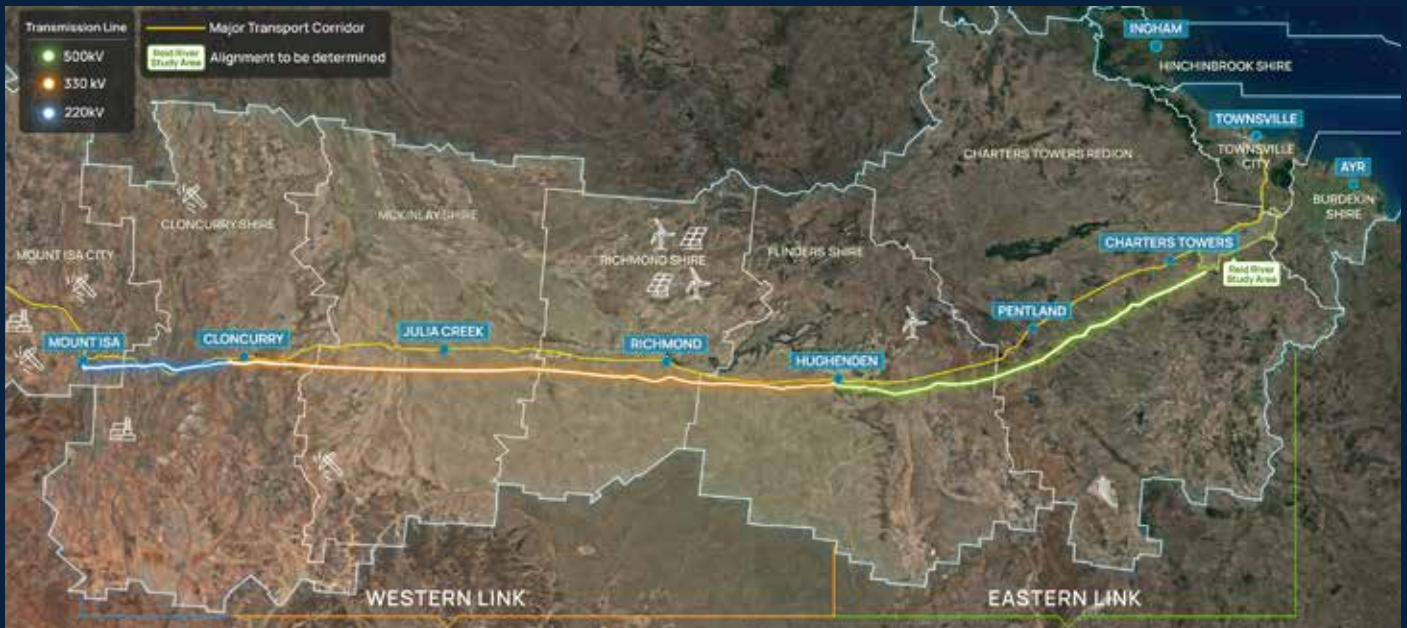 Transmission Line
500kV
330 kV
220kV
Major Transport Corridor
Reid River
Study Area
Alignment to be determined
INGHAM
HINCHINBROOK SHIRE
TOWNSVILLE
TOWNSVILLE
CITY
AYR
BURDEKIN
SHIRE
CHARTERS TOWERS REGION
CLONCURRY SHIRE
MCKINLAY SHIRE
MOUNT ISA CITY
RICHMOND SHIRE
FLINDERS SHIRE
CHARTERS TOWERS
Reid River
Study Area
PENTLAND
MOUNT ISA
CLONCURRY
JULIA CREEK
RICHMOND
HUGHENDEN
WESTERN LINK
EASTERN LINK